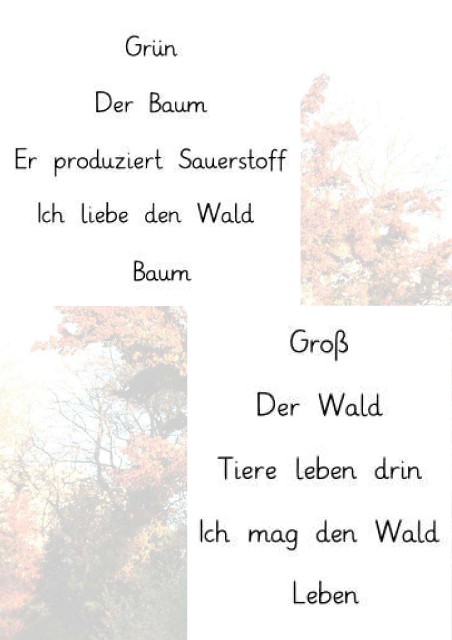 Grün
Der Baum
Er produziert Sauerstoff
Ich liebe den Wald
Baum
Groß
Der Wald
Tiere leben drin
Ich mag den Wald
Leben